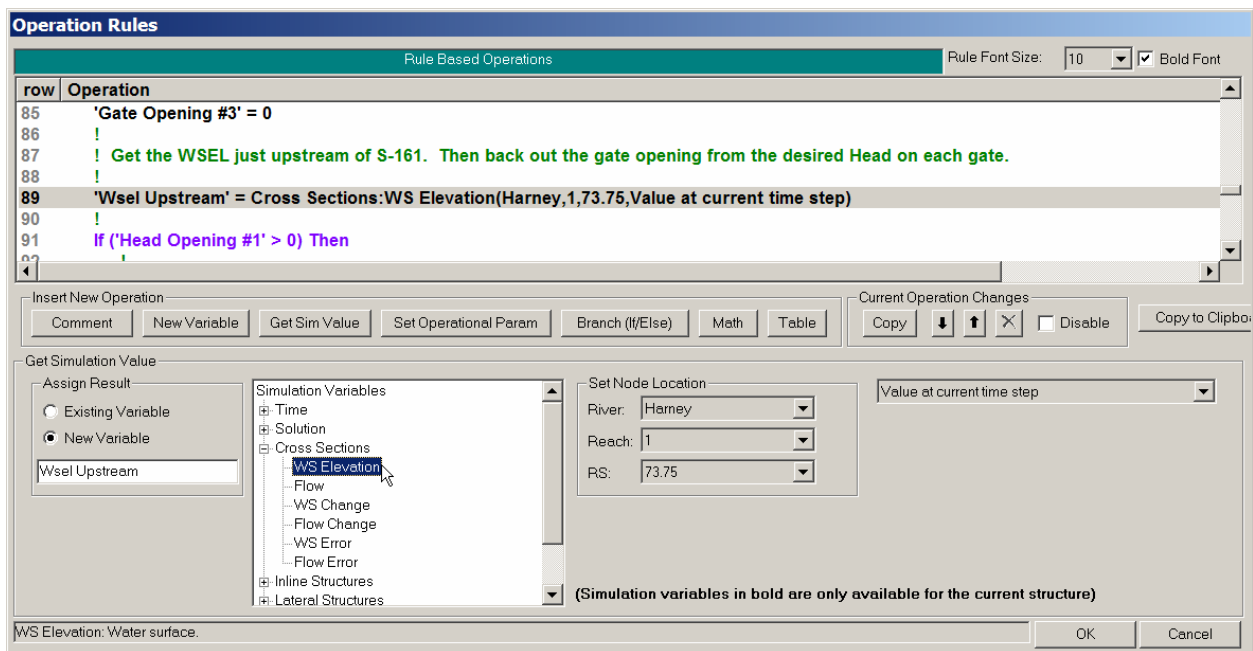 Operation Rules
Rule Based Operations
Rule Font Size: 10 Bold Font
row Operation
85 'Gate Opening #3' = 0
86 !
87 ! Get the WSEL just upstream of S-161. Then back out the gate opening from the desired Head on each gate.
88 !
89 'Wsel Upstream' = Cross Sections:WS Elevation(Harney,1,73.75,Value at current time step)
90 !
91 If ('Head Opening #1' > 0) Then
92 !
Insert New Operation
Current Operation Changes
Comment New Variable Get Sim Value Set Operational Param Branch (If/Else) Math Table Copy Disable Copy to Clipboa
Get Simulation Value
Assign Result
Existing Variable
New Variable
Wsel Upstream
Simulation Variables
Time
Solution
Cross Sections
WS Elevation
Flow
WS Change
Flow Change
WS Error
Flow Error
Inline Structures
Lateral Structures
Set Node Location
River: Harney
Reach: 1
RS: 73.75
Value at current time step
(Simulation variables in bold are only available for the current structure)
WS Elevation: Water surface.
OK Cancel